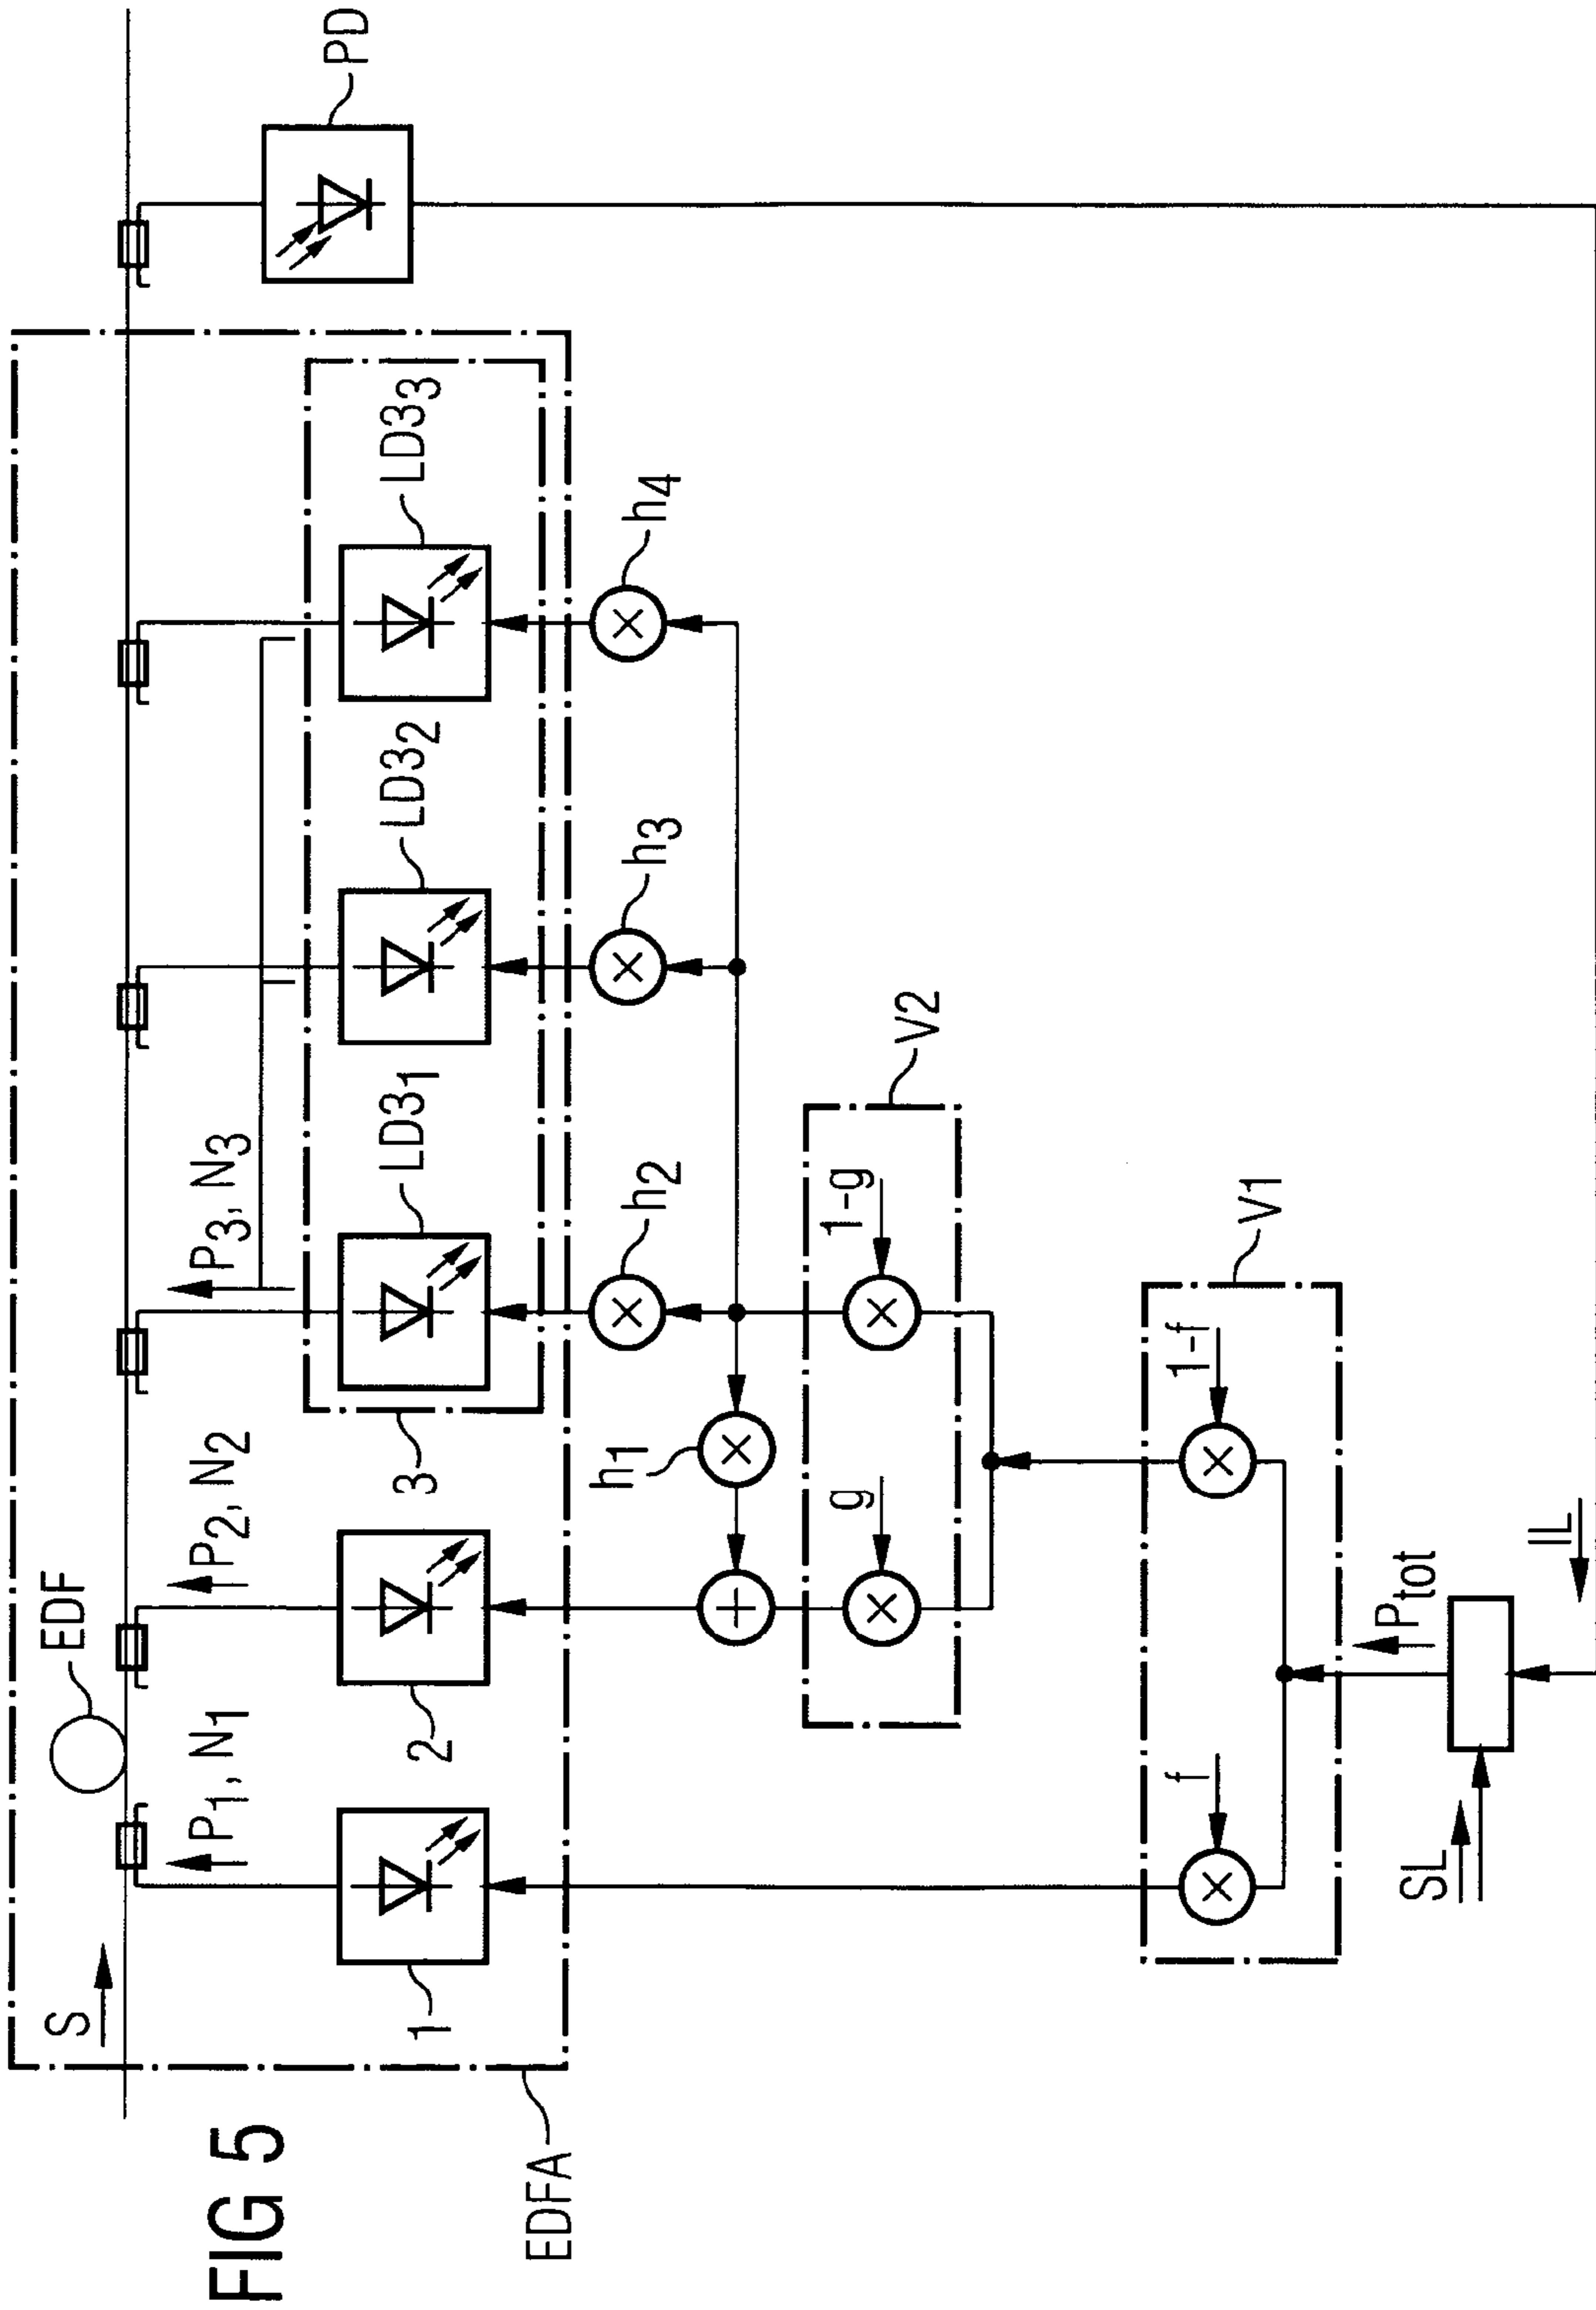 FIG 5
S
EDF
P1, N1
P2, N2
P3, N3
PD
1
2
3
LD31
LD32
LD33
EDFA
h1
h2
h3
h4
g
1-g
V2
f
1-f
V1
Ptot
SL
IL